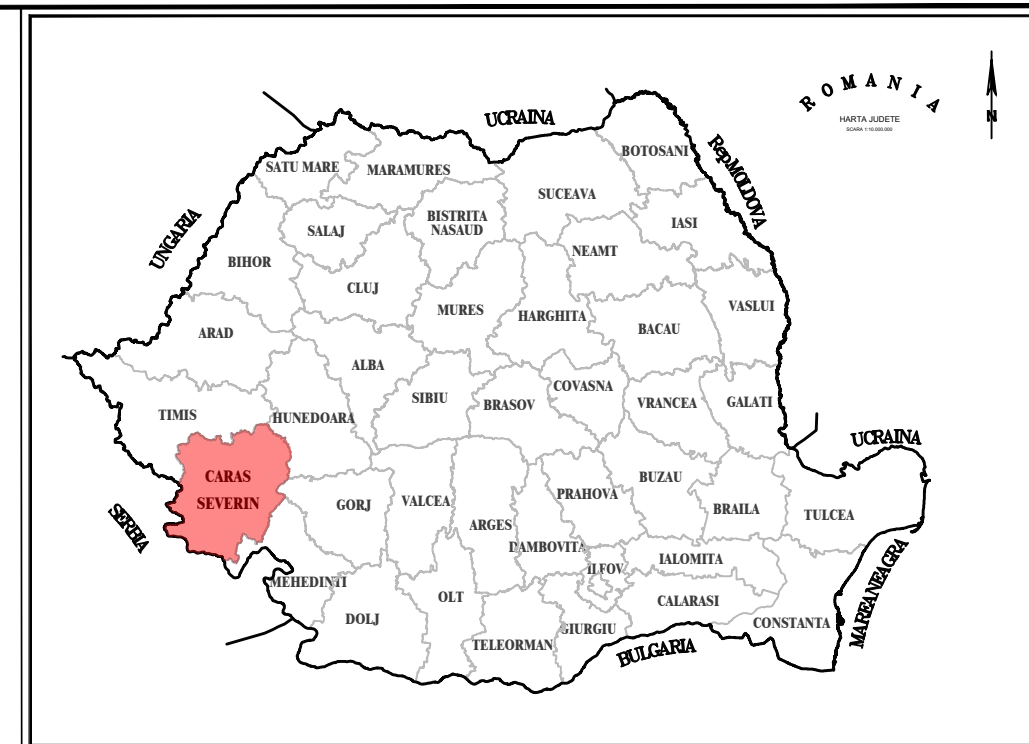 ROMANIA
N
HARTA JUDETE
SCARA 1:10.000.000
UCRAINA
Rep.MOLDOVA
UNGARIA
SATU MARE
MARAMURES
BOTOSANI
SUCEAVA
BISTRITA
NASAUD
SALAJ
IASI
NEAMT
BIHOR
CLUJ
MURES
HARGHITA
VASLUI
BACAU
ARAD
ALBA
COVASNA
SIBIU
BRASOV
VRANCEA
GALATI
TIMIS
HUNEDOARA
UCRAINA
CARAS
SEVERIN
BUZAU
PRAHOVA
VALCEA
GORJ
BRAILA
TULCEA
ARGES
SERBIA
DAMBOVITA
IALOMITA
ILFOV
MEHEDINTI
OLT
CALARASI
MAREANEAGRA
DOLJ
CONSTANTA
GIURGIU
TELEORMAN
BULGARIA